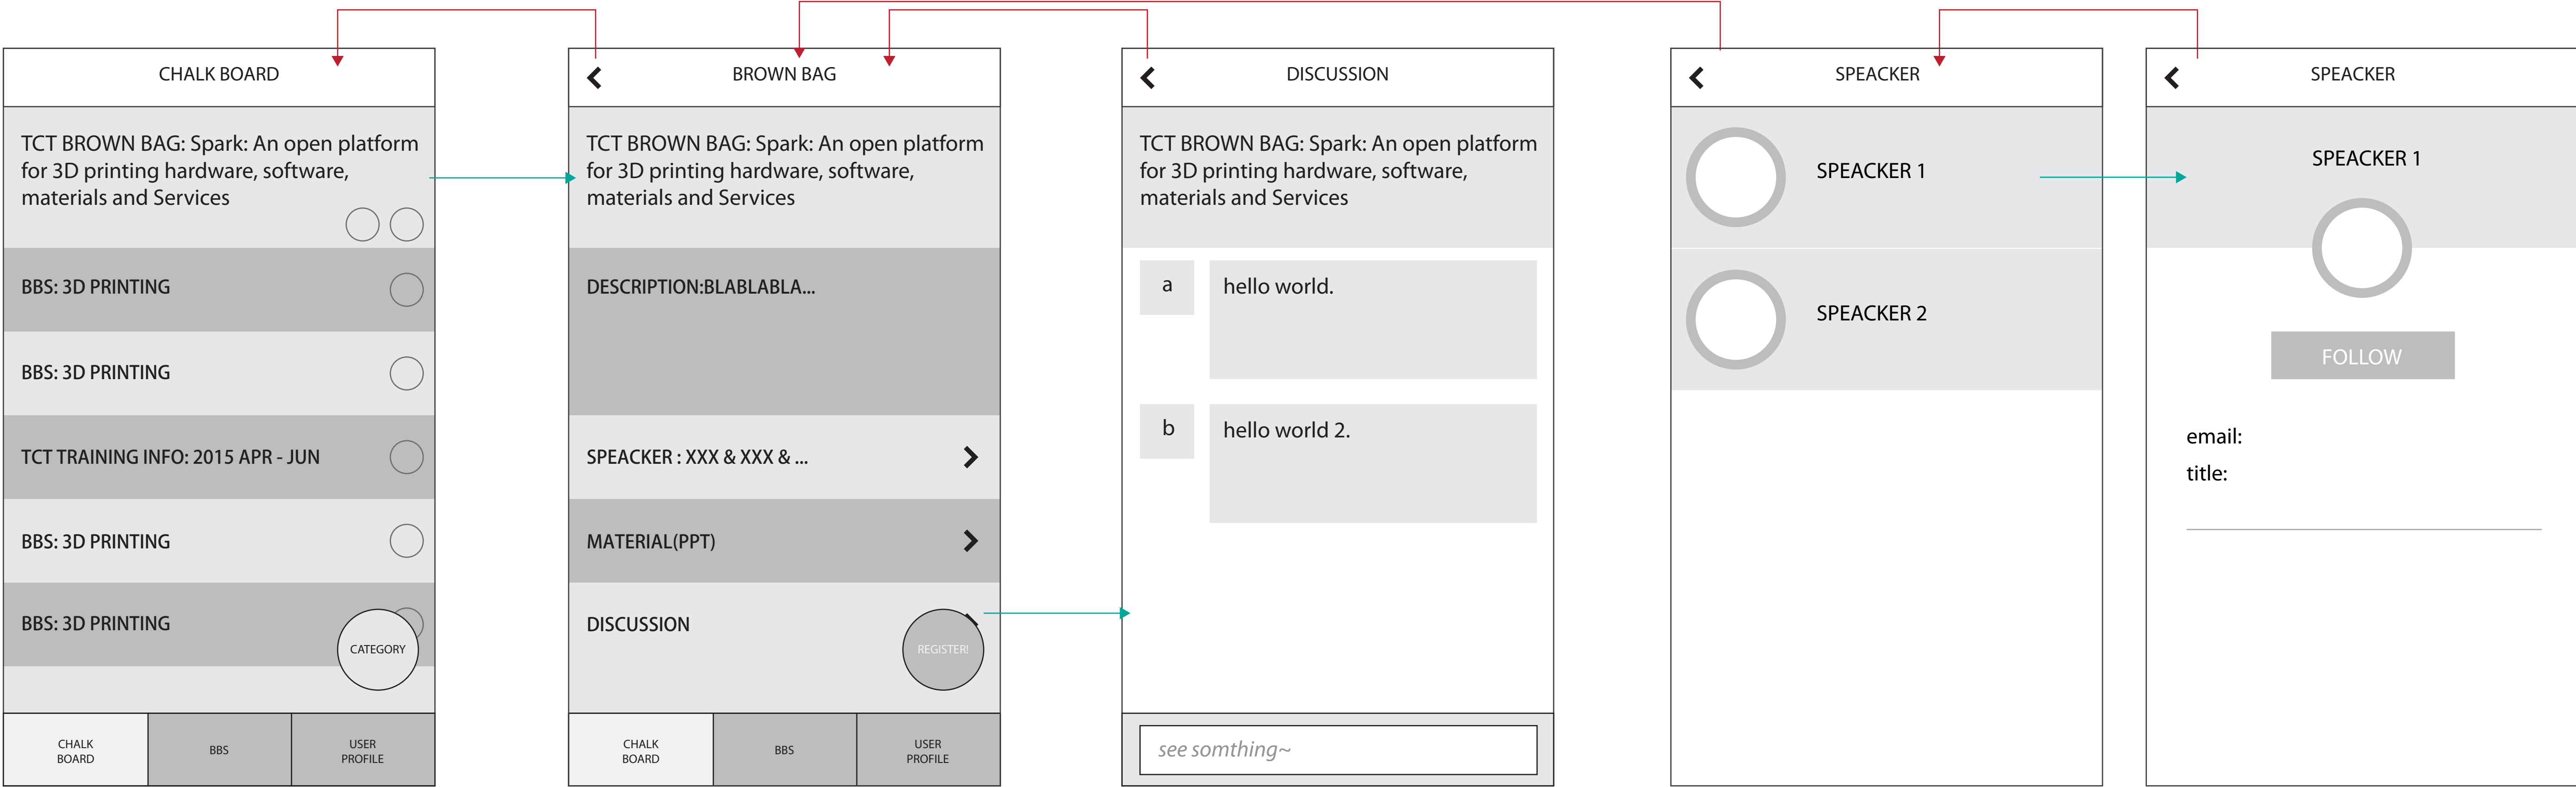 CHALK BOARD
TCT BROWN BAG: Spark: An open platform
for 3D printing hardware, software,
materials and Services
BBS: 3D PRINTING
BBS: 3D PRINTING
TCT TRAINING INFO: 2015 APR - JUN
BBS: 3D PRINTING
BBS: 3D PRINTING
CATEGORY
CHALK
BOARD
BBS
USER
PROFILE
BROWN BAG
TCT BROWN BAG: Spark: An open platform
for 3D printing hardware, software,
materials and Services
DESCRIPTION:BLABLABLA...
SPEACKER : XXX & XXX & ...
MATERIAL(PPT)
DISCUSSION
REGISTER!
CHALK
BOARD
BBS
USER
PROFILE
DISCUSSION
TCT BROWN BAG: Spark: An open platform
for 3D printing hardware, software,
materials and Services
a
hello world.
b
hello world 2.
see somthing~
SPEACKER
SPEACKER 1
SPEACKER 2
SPEACKER
SPEACKER 1
FOLLOW
email:
title: